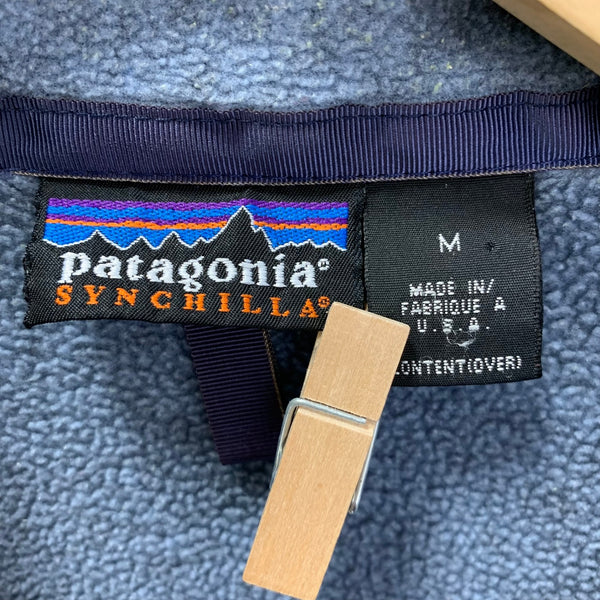 patagonia®
SYNCHILLA®
M
MADE IN/
FABRIQUE A
U.S.A.
CONTENT(OVER)